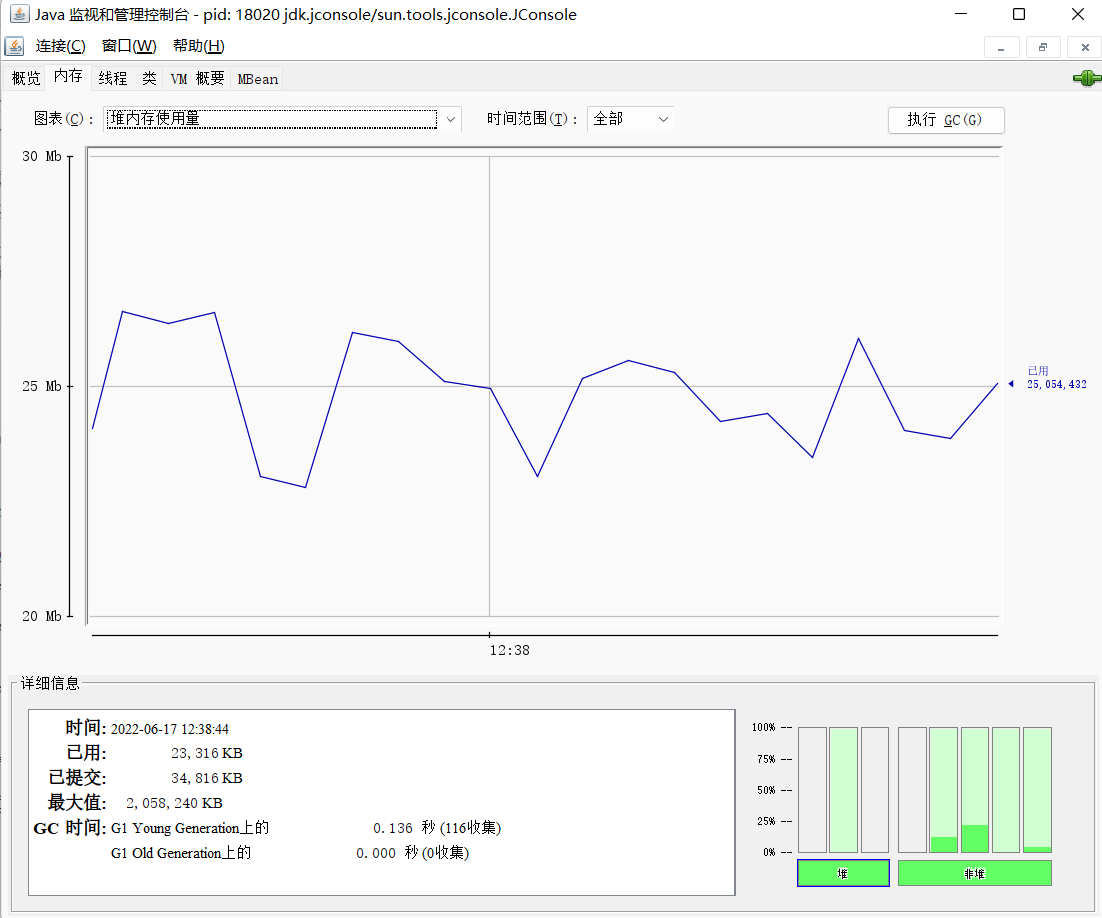 Java 监视和管理控制台 - pid: 18020 jdk.jconsole/sun.tools.jconsole.JConsole
连接(C) 窗口(W) 帮助(H)
概览 内存 线程 类 VM 概要 MBean
图表(C): 堆内存使用量 时间范围(T): 全部 执行 GC(G)
30 Mb
25 Mb
20 Mb
已用
25,054,432
12:38
详细信息
时间: 2022-06-17 12:38:44
已用: 23,316 KB
已提交: 34,816 KB
最大值: 2,058,240 KB
GC 时间: G1 Young Generation上的 0.136 秒 (116收集)
G1 Old Generation上的 0.000 秒 (0收集)
100% --
75% --
50% --
25% --
0% --
堆 非堆